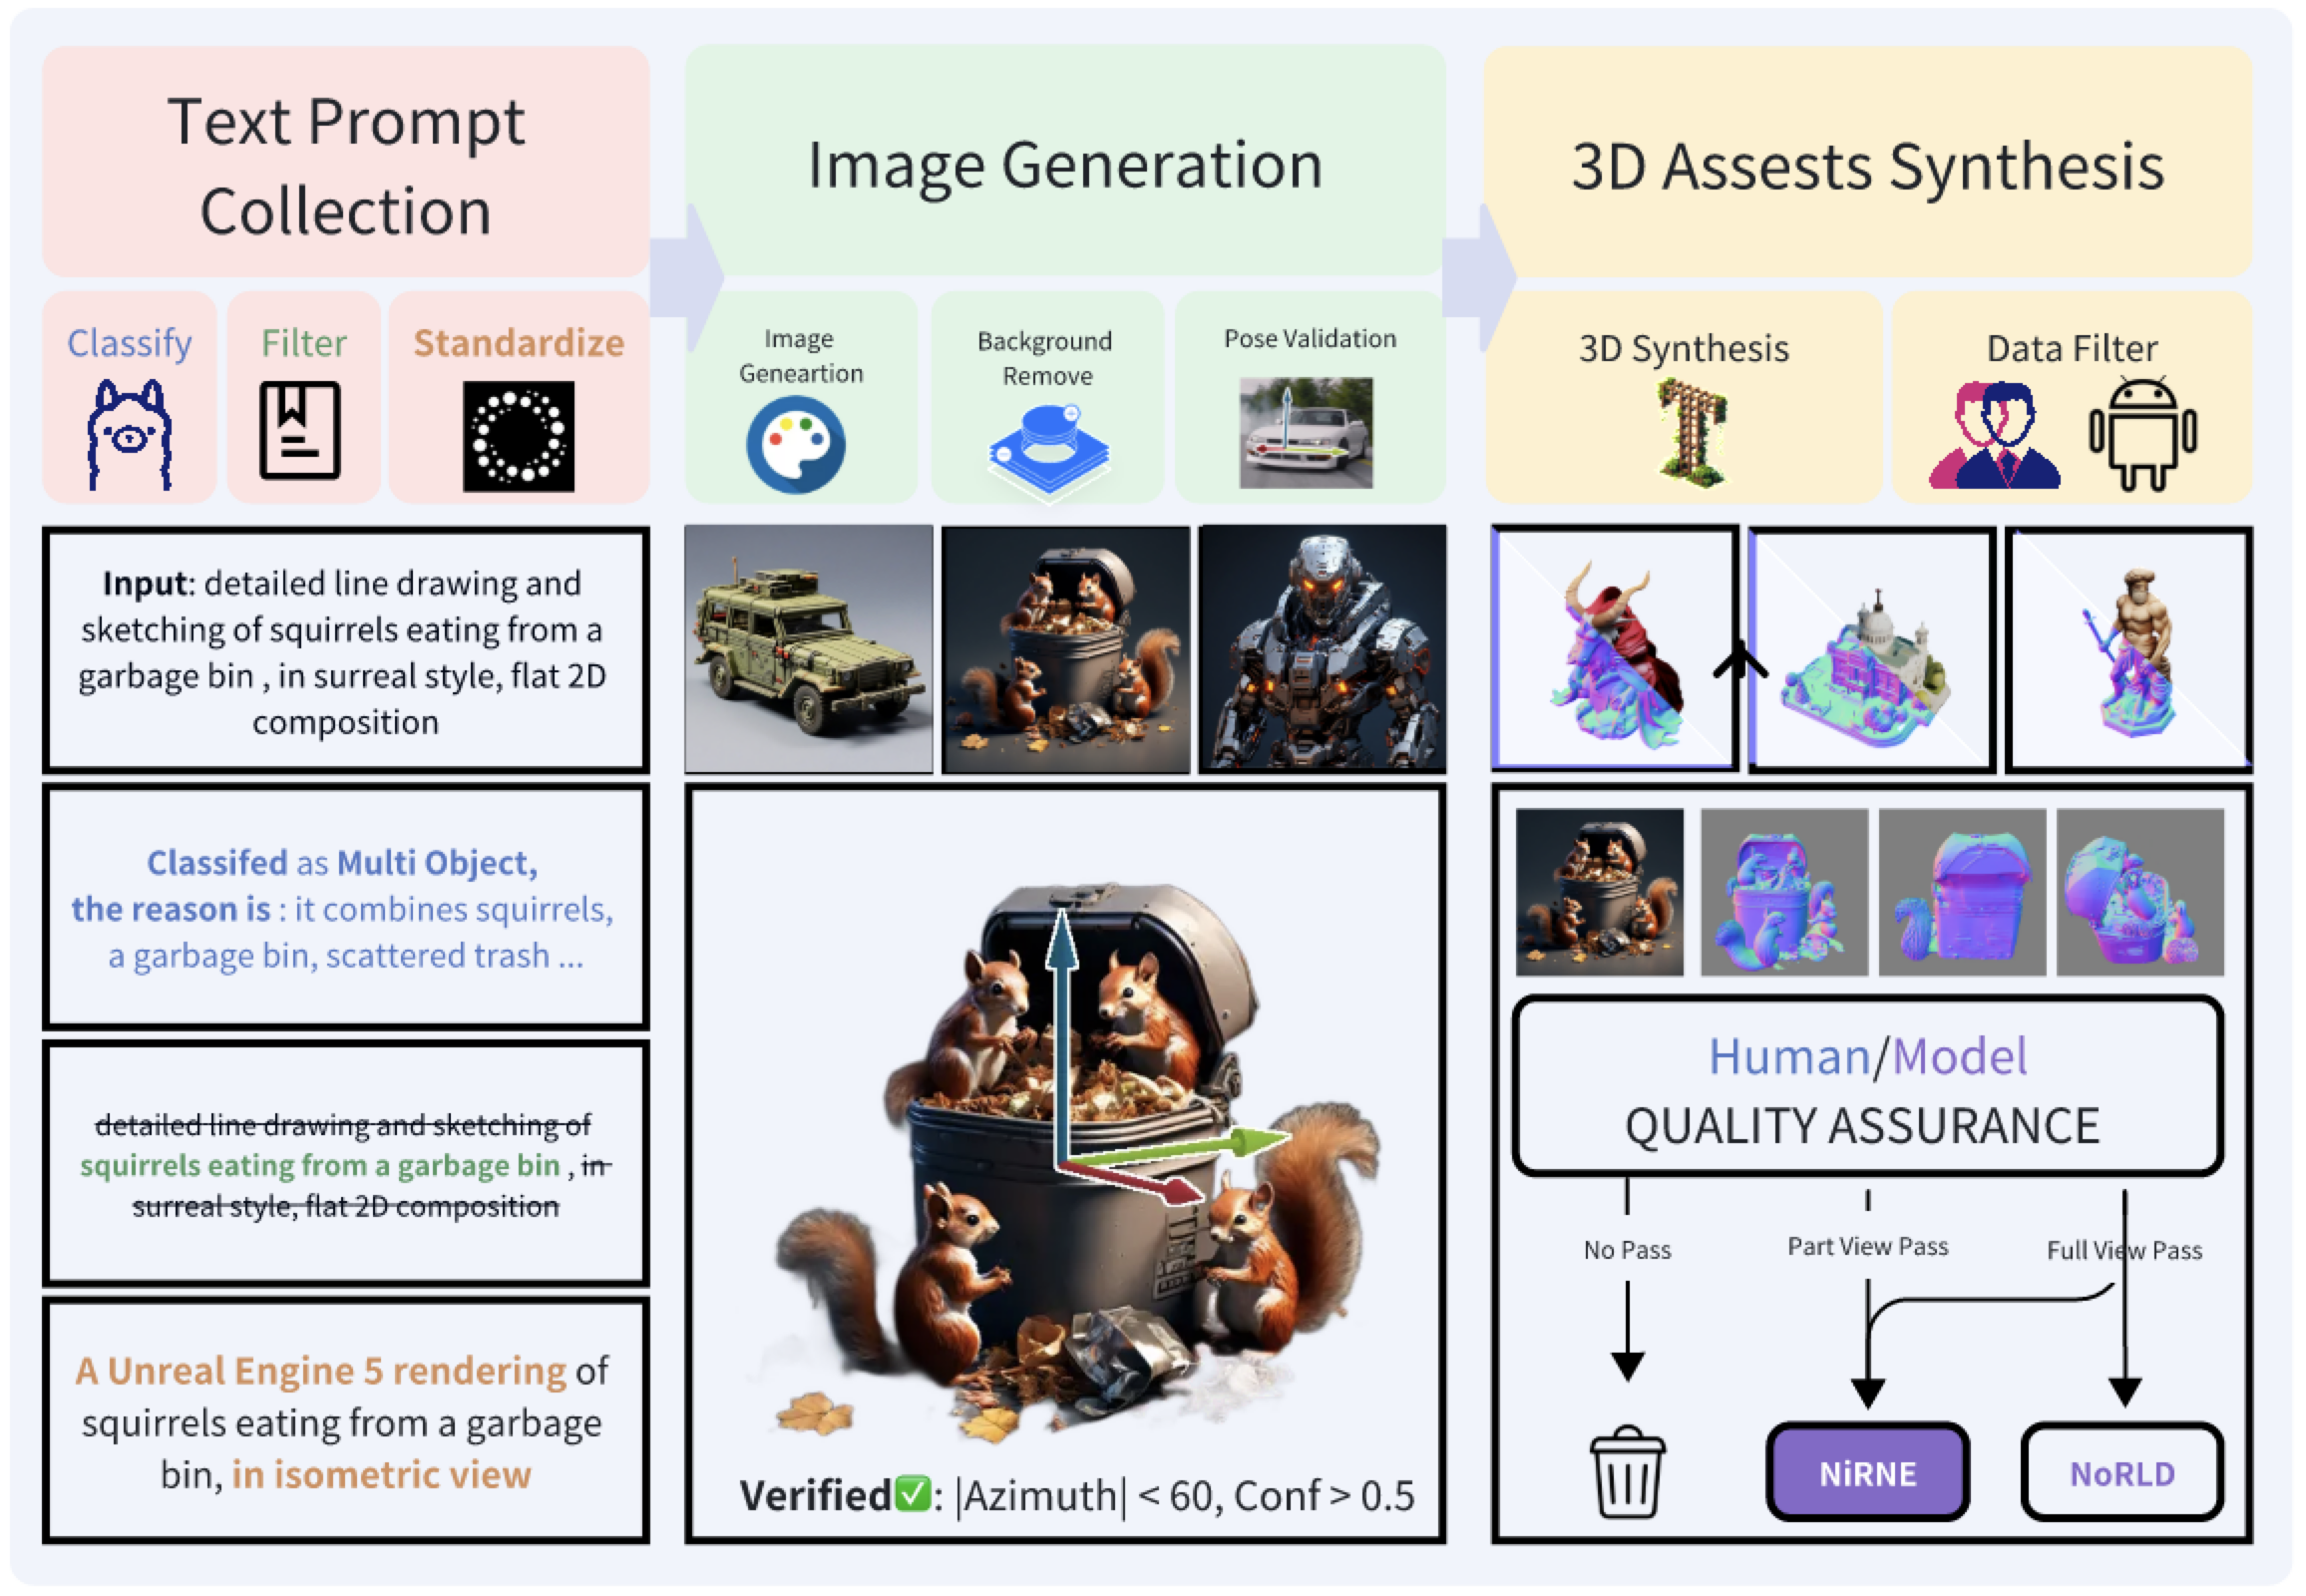 Text Prompt
Collection
Classify
Filter
Standardize
Input: detailed line drawing and
sketching of squirrels eating from a
garbage bin , in surreal style, flat 2D
composition
Classifed as Multi Object,
the reason is : it combines squirrels,
a garbage bin, scattered trash ...
detailed line drawing and sketching of
squirrels eating from a garbage bin , in
surreal style, flat 2D composition
A Unreal Engine 5 rendering of
squirrels eating from a garbage
bin, in isometric view
Image Generation
Image
Geneartion
Background
Remove
Pose Validation
Verified✅: |Azimuth| < 60, Conf > 0.5
3D Assests Synthesis
3D Synthesis
Data Filter
Human/Model
QUALITY ASSURANCE
No Pass
Part View Pass
Full View Pass
NiRNE
NoRLD